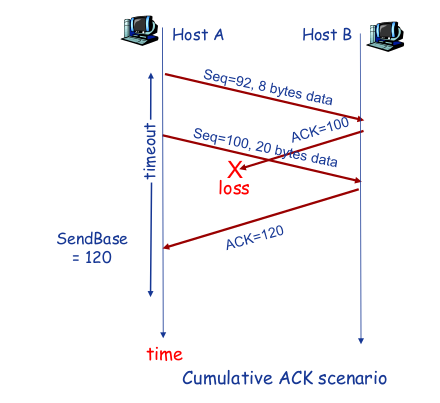 Host A
Host B
Seq=92, 8 bytes data
ACK=100
timeout
Seq=100, 20 bytes data
X
loss
ACK=120
SendBase
= 120
time
Cumulative ACK scenario